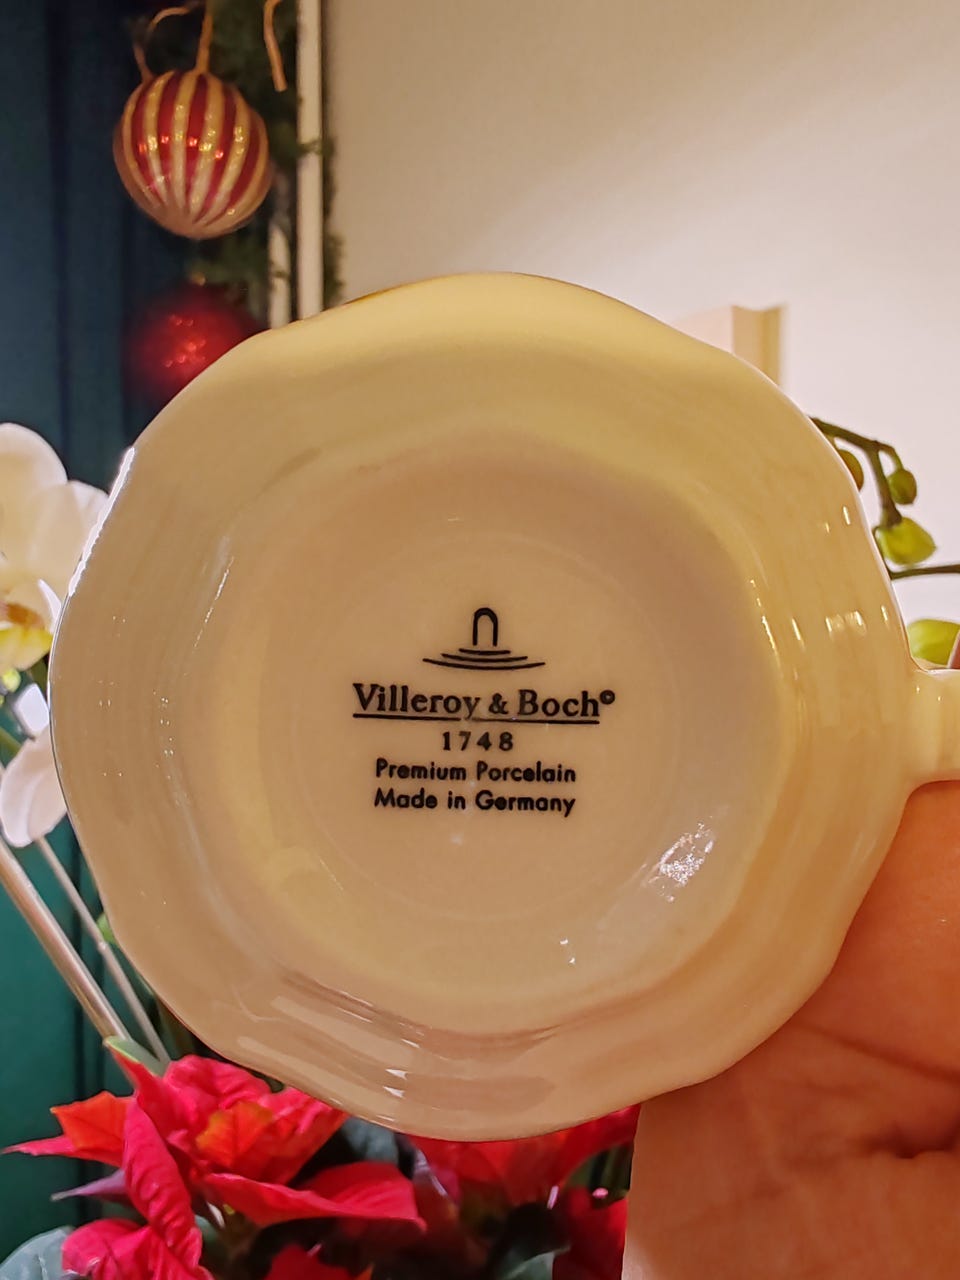 Villeroy & Boch©
1748
Premium Porcelain
Made in Germany